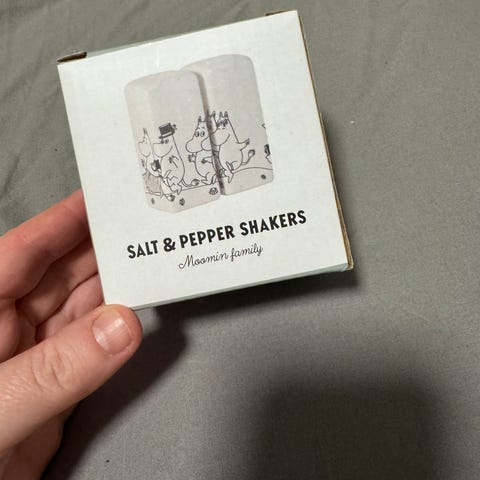 SALT & PEPPER SHAKERS
Moomin family